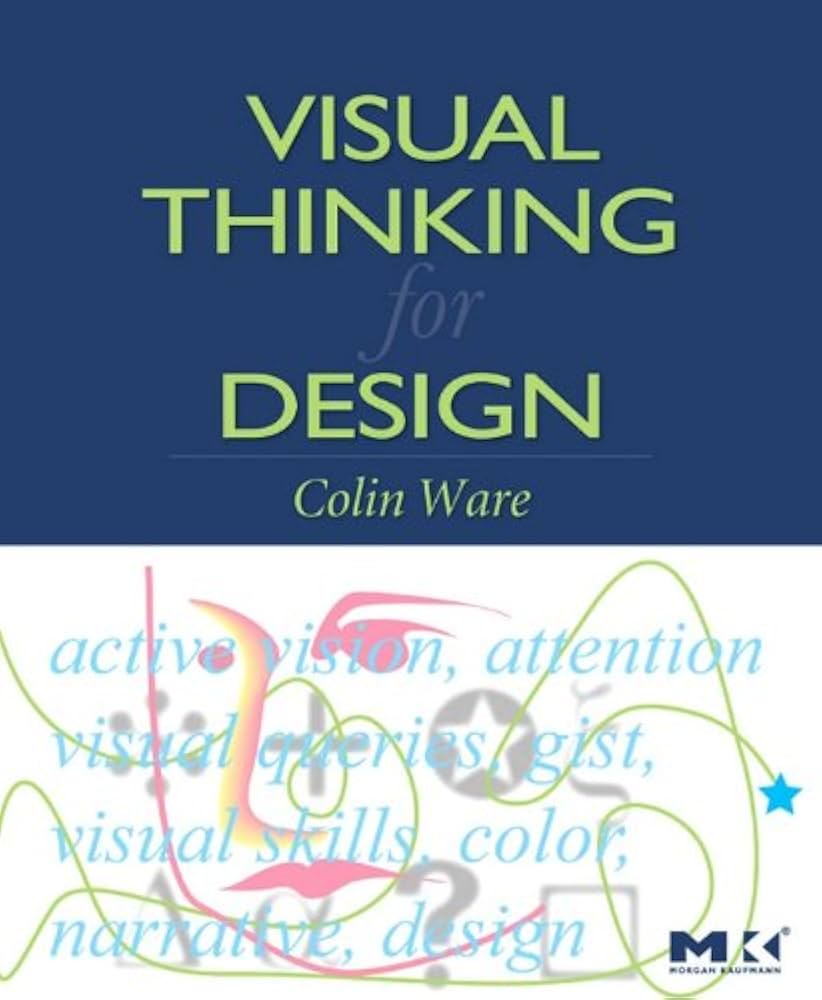 VISUAL
THINKING
for
DESIGN
Colin Ware
active vision, attention
visual queries, gist,
visual skills, color,
narrative, design
MK®
MORGAN KAUFMANN